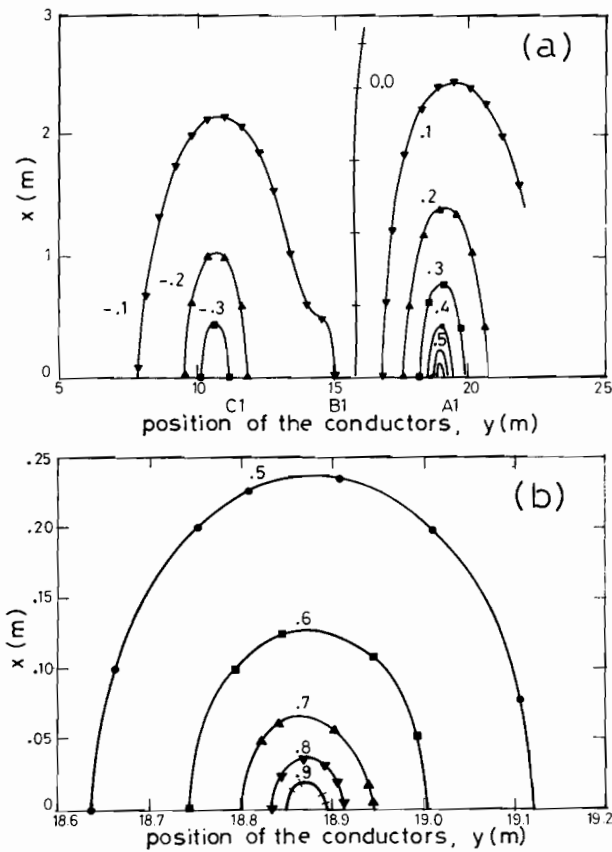 (a)
3
2
1
0
x (m)
0.0
.1
.2
.3
.4
.5
-.1
-.2
-.3
5 10 15 20 25
C1 B1 A1
position of the conductors, y(m)
(b)
.25
.20
.15
.10
.05
0
x (m)
.5
.6
.7
.8
.9
18.6 18.7 18.8 18.9 19.0 19.1 19.2
position of the conductors, y(m)